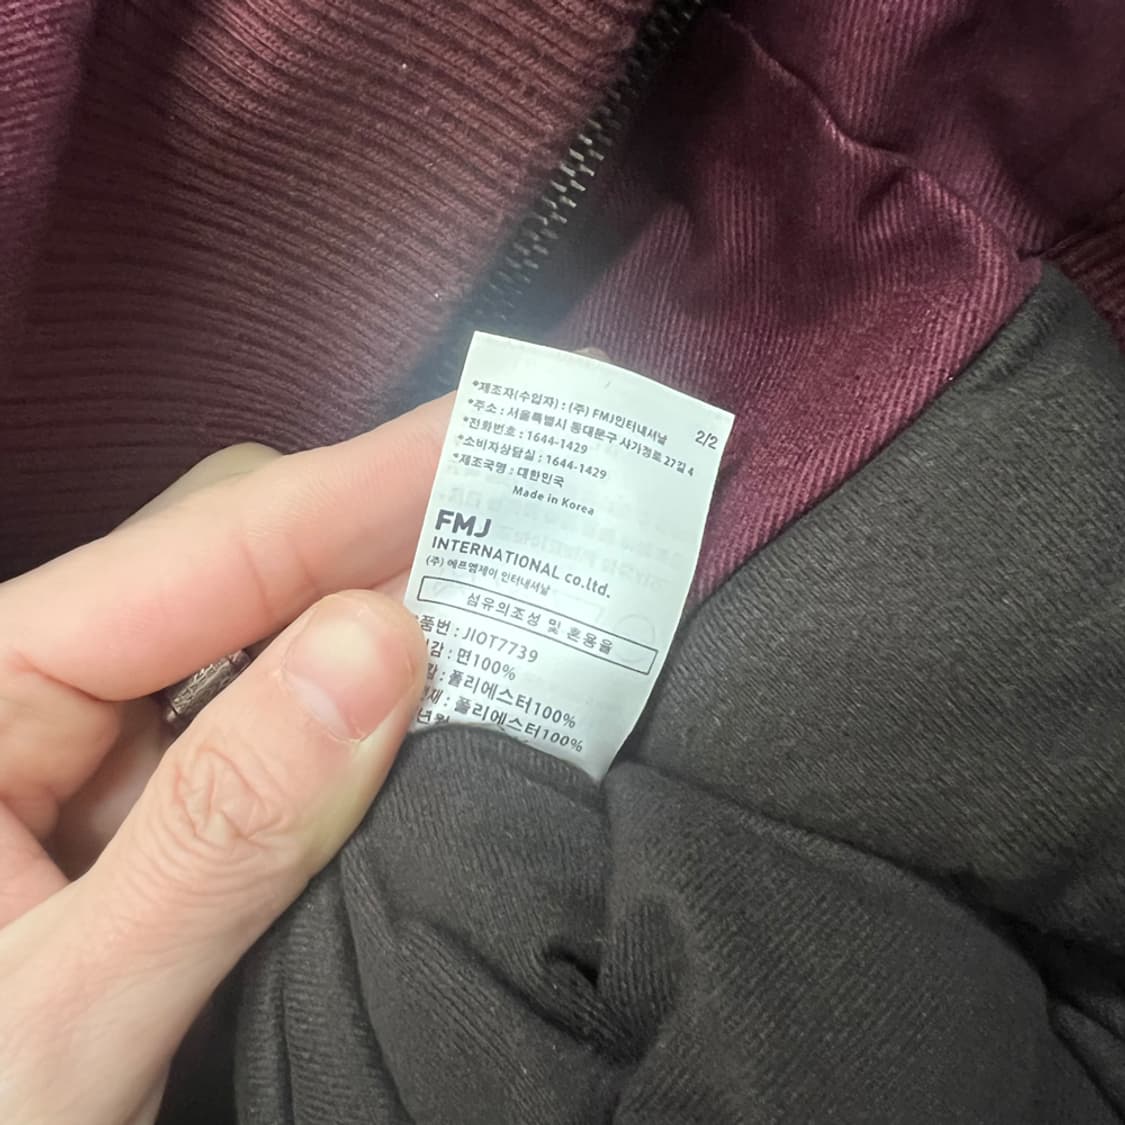 *제조자(수입자) : (주) FMJ인터내셔날
2/2
*주소 : 서울특별시 동대문구 사가정로 27길 4
*전화번호 : 1644-1429
*소비자상담실 : 1644-1429
*제조국명 : 대한민국
Made in Korea
FMJ
INTERNATIONAL co.ltd.
(주) 에프엠제이 인터내셔날
섬유의조성 및 혼용율
품번 : JIOT7739
감 : 면100%
감 : 폴리에스터100%
재 : 폴리에스터100%
년월